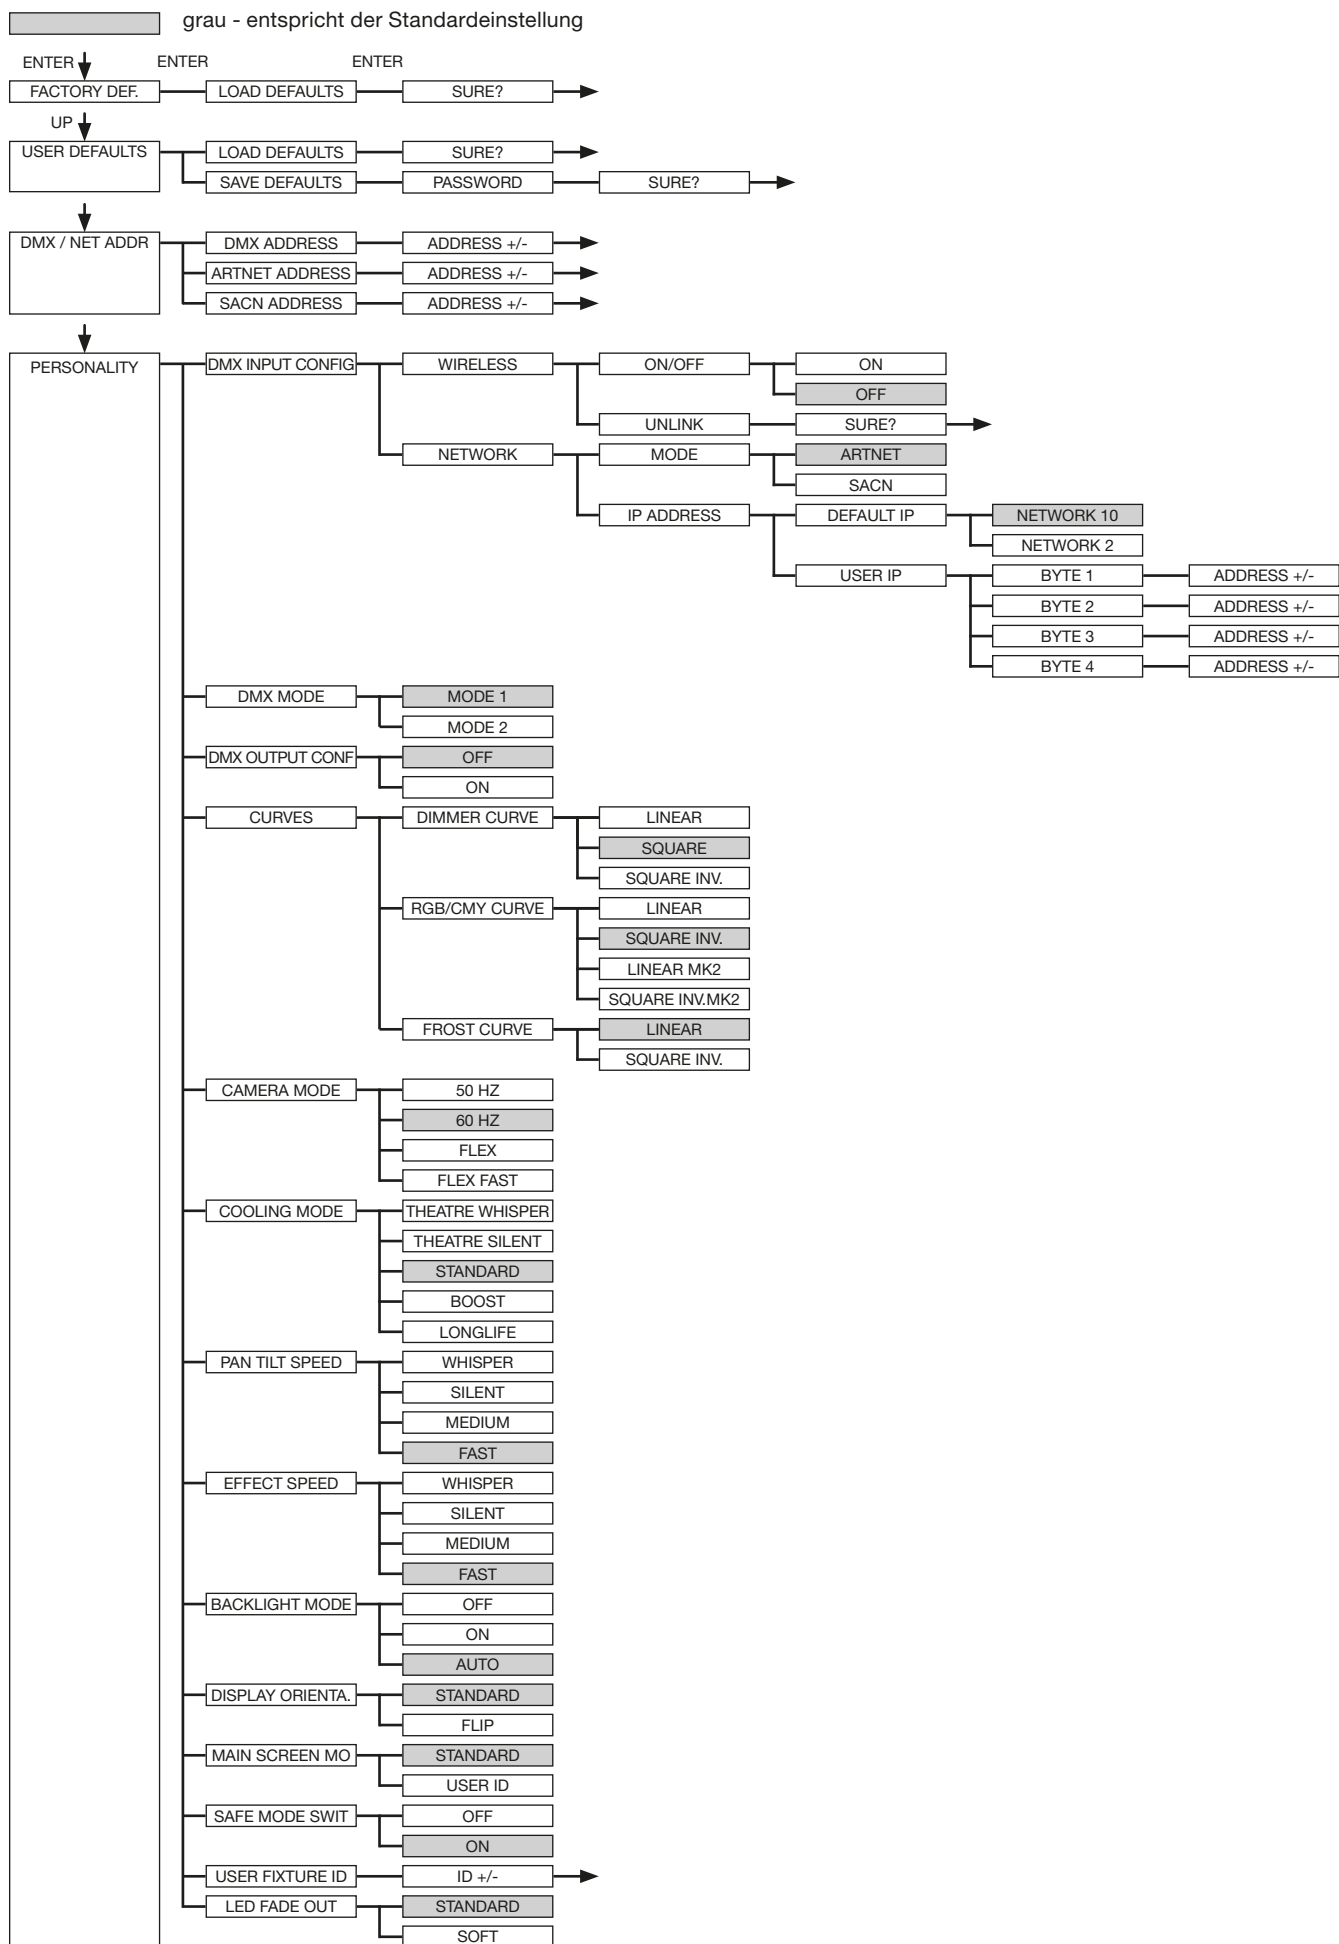 grau - entspricht der Standardeinstellung
ENTER ENTER ENTER
FACTORY DEF. LOAD DEFAULTS SURE?
UP
USER DEFAULTS LOAD DEFAULTS SURE?
SAVE DEFAULTS PASSWORD SURE?
DMX / NET ADDR DMX ADDRESS ADDRESS +/-
ARTNET ADDRESS ADDRESS +/-
SACN ADDRESS ADDRESS +/-
PERSONALITY DMX INPUT CONFIG WIRELESS ON/OFF ON
OFF
UNLINK SURE?
NETWORK MODE ARTNET
SACN
IP ADDRESS DEFAULT IP NETWORK 10
NETWORK 2
USER IP BYTE 1 ADDRESS +/-
BYTE 2 ADDRESS +/-
BYTE 3 ADDRESS +/-
BYTE 4 ADDRESS +/-
DMX MODE MODE 1
MODE 2
DMX OUTPUT CONF OFF
ON
CURVES DIMMER CURVE LINEAR
SQUARE
SQUARE INV.
RGB/CMY CURVE LINEAR
SQUARE INV.
LINEAR MK2
SQUARE INV.MK2
FROST CURVE LINEAR
SQUARE INV.
CAMERA MODE 50 HZ
60 HZ
FLEX
FLEX FAST
COOLING MODE THEATRE WHISPER
THEATRE SILENT
STANDARD
BOOST
LONGLIFE
PAN TILT SPEED WHISPER
SILENT
MEDIUM
FAST
EFFECT SPEED WHISPER
SILENT
MEDIUM
FAST
BACKLIGHT MODE OFF
ON
AUTO
DISPLAY ORIENTA. STANDARD
FLIP
MAIN SCREEN MO STANDARD
USER ID
SAFE MODE SWIT OFF
ON
USER FIXTURE ID ID +/-
LED FADE OUT STANDARD
SOFT